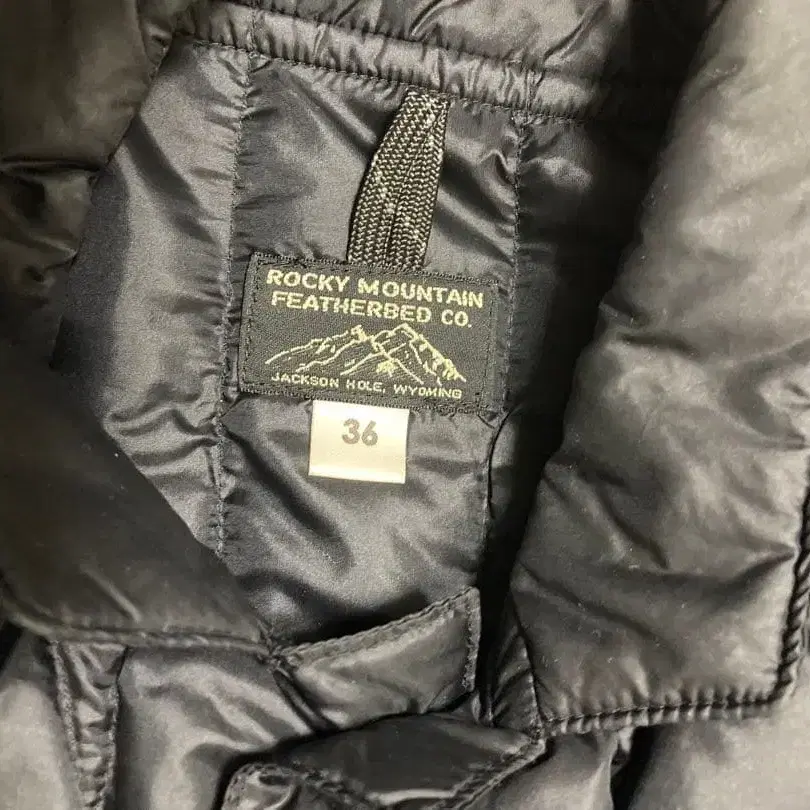 ROCKY MOUNTAIN
FEATHERBED CO.
JACKSON HOLE, WYOMING
36